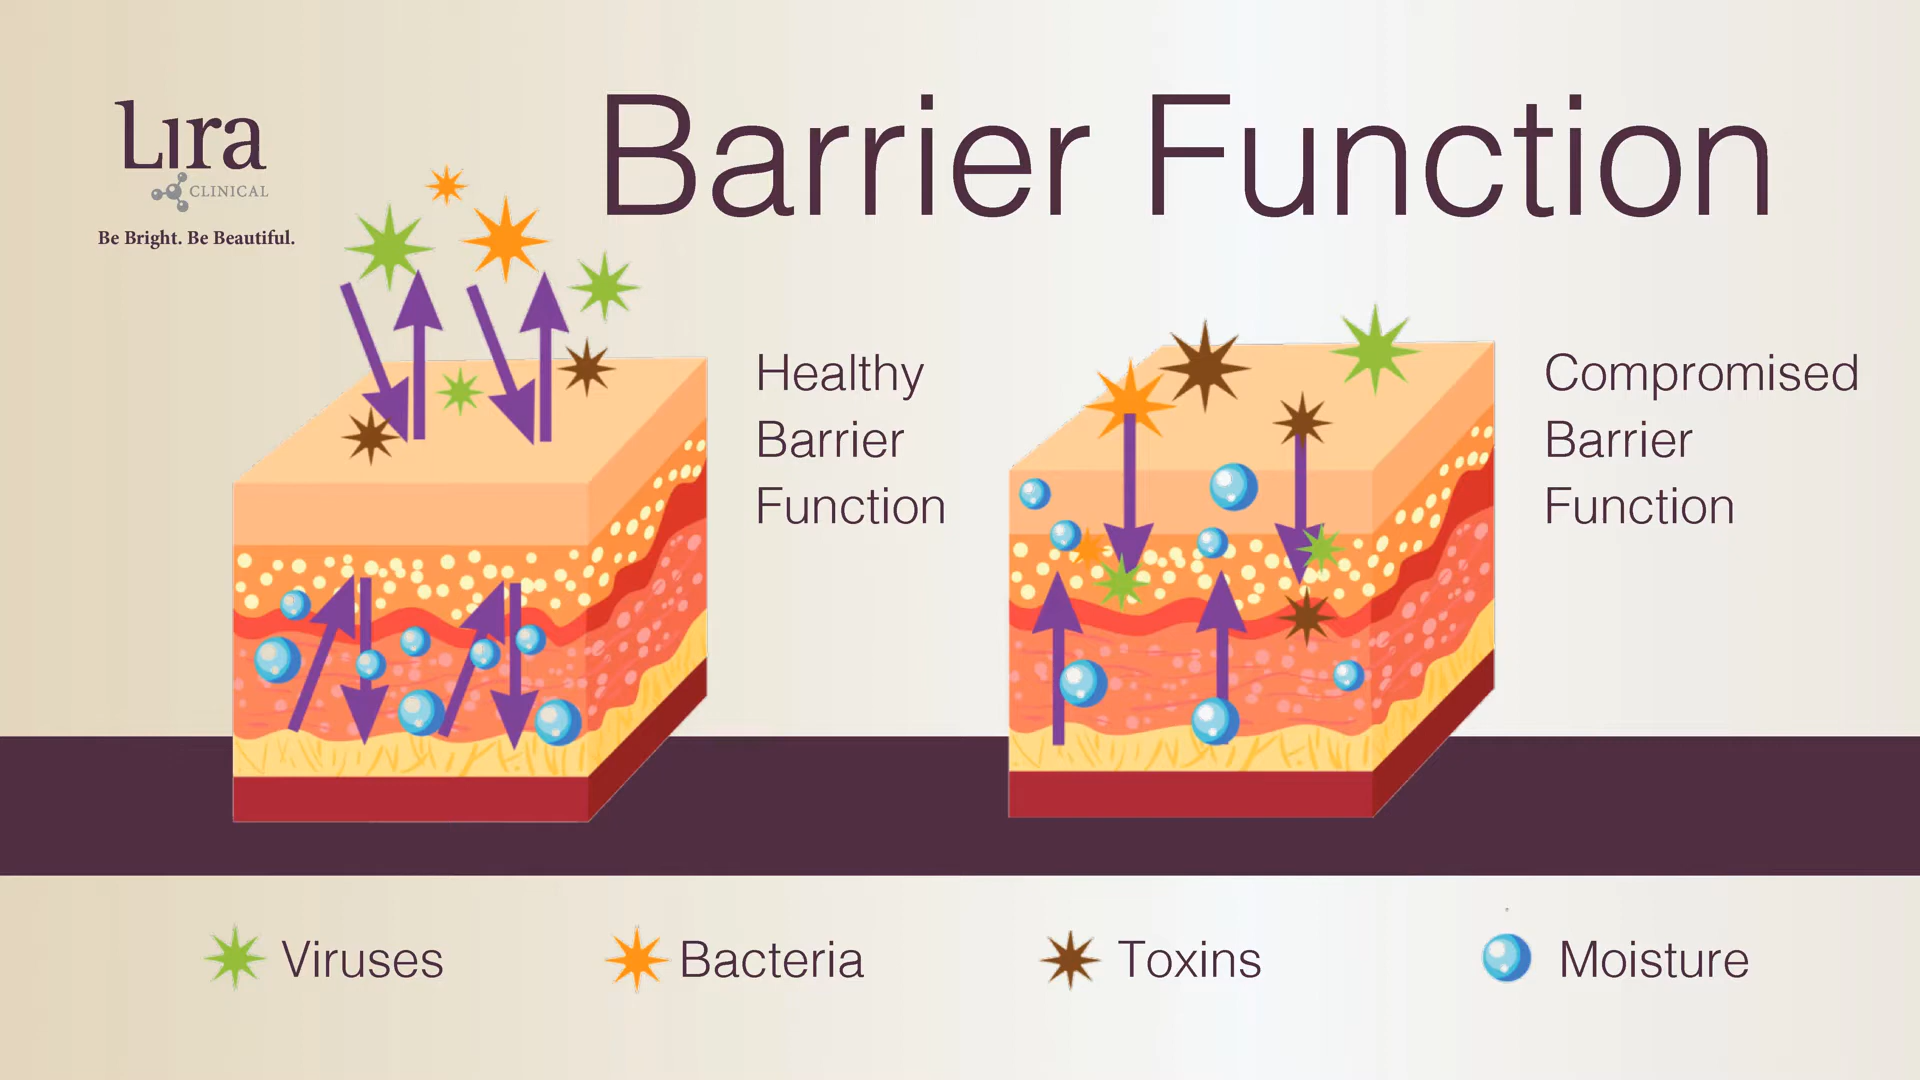 Lira
CLINICAL
Be Bright. Be Beautiful.
Barrier Function
Healthy
Barrier
Function
Compromised
Barrier
Function
Viruses
Bacteria
Toxins
Moisture